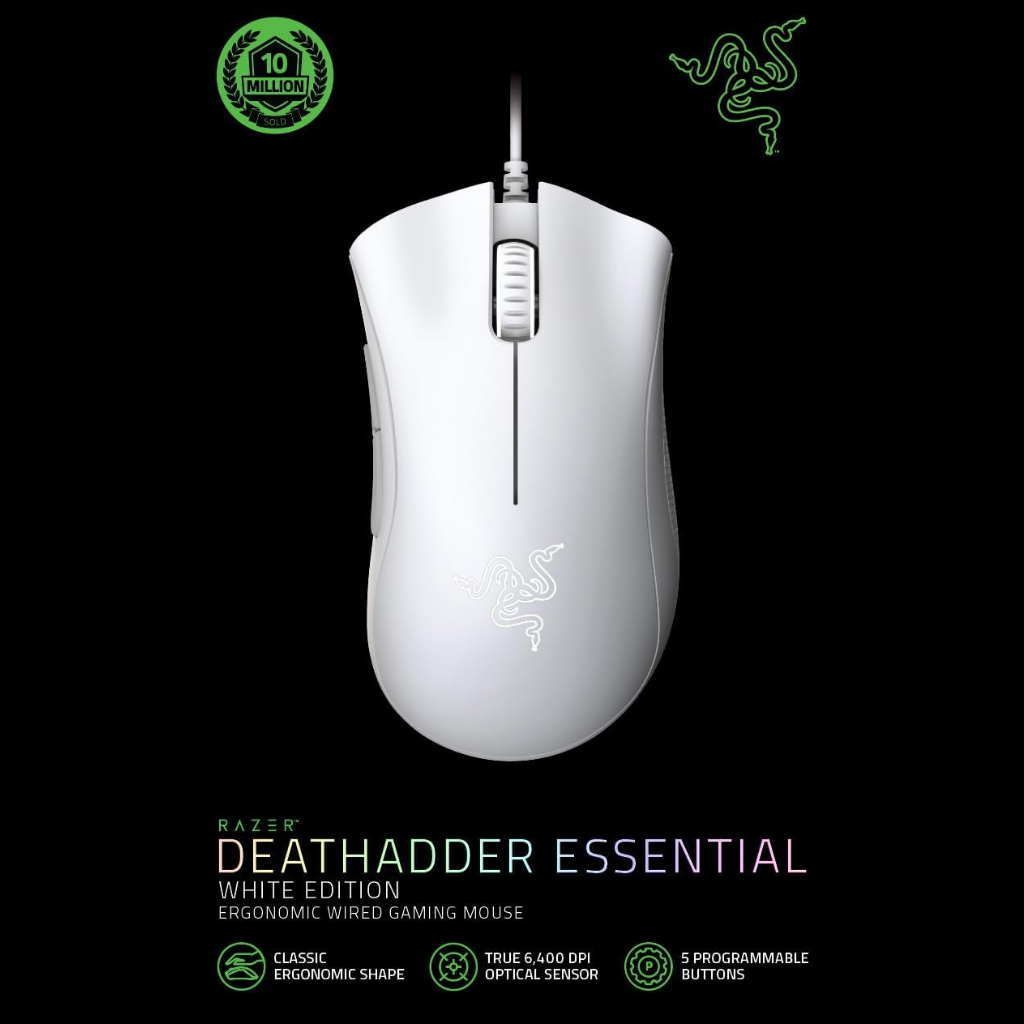 10
MILLION
SOLD
RAZER™
DEATHADDER ESSENTIAL
WHITE EDITION
ERGONOMIC WIRED GAMING MOUSE
CLASSIC
ERGONOMIC SHAPE
TRUE 6,400 DPI
OPTICAL SENSOR
P
5 PROGRAMMABLE
BUTTONS